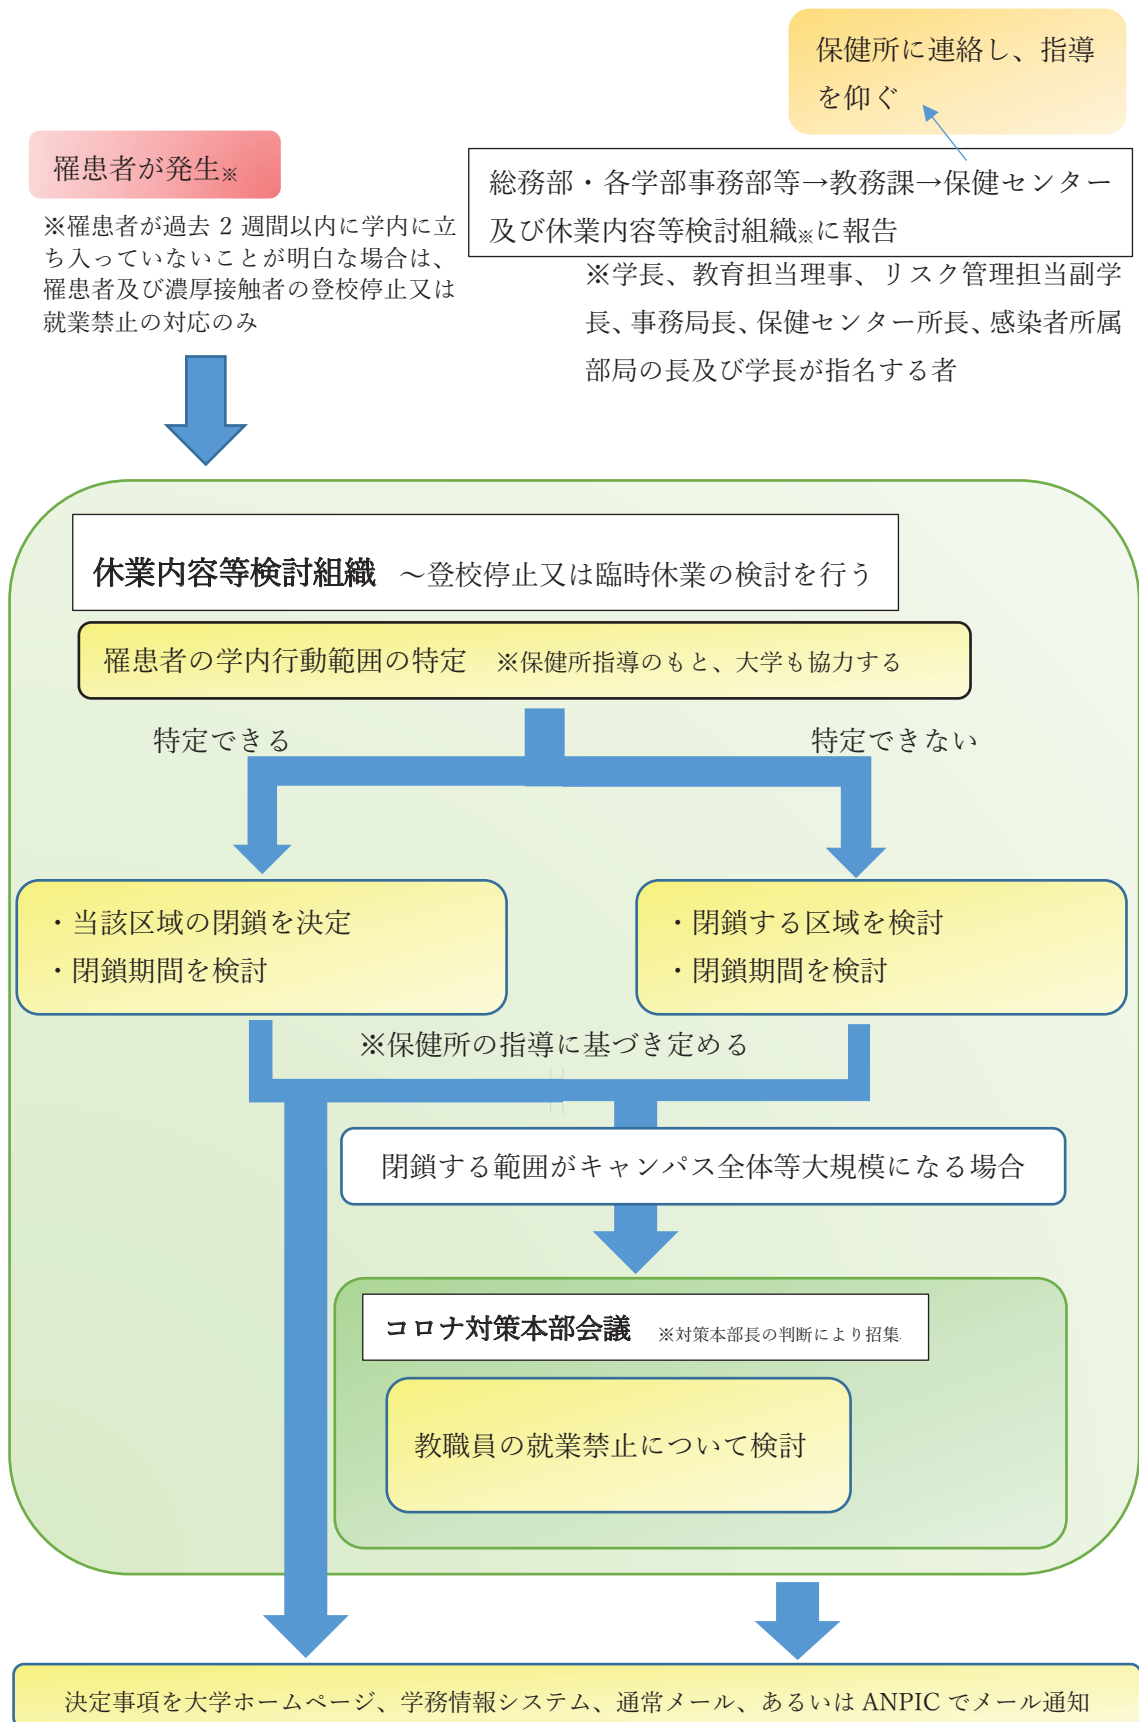 保健所に連絡し、指導
を仰ぐ
罹患者が発生※
※罹患者が過去 2 週間以内に学内に立
ち入っていないことが明白な場合は、
罹患者及び濃厚接触者の登校停止又は
就業禁止の対応のみ
総務部・各学部事務部等→教務課→保健センター
及び休業内容等検討組織※に報告
※学長、教育担当理事、リスク管理担当副学
長、事務局長、保健センター所長、感染者所属
部局の長及び学長が指名する者
休業内容等検討組織 ～登校停止又は臨時休業の検討を行う
罹患者の学内行動範囲の特定 ※保健所指導のもと、大学も協力する
特定できる
特定できない
・当該区域の閉鎖を決定
・閉鎖期間を検討
・閉鎖する区域を検討
・閉鎖期間を検討
※保健所の指導に基づき定める
閉鎖する範囲がキャンパス全体等大規模になる場合
コロナ対策本部会議 ※対策本部長の判断により招集
教職員の就業禁止について検討
決定事項を大学ホームページ、学務情報システム、通常メール、あるいは ANPIC でメール通知